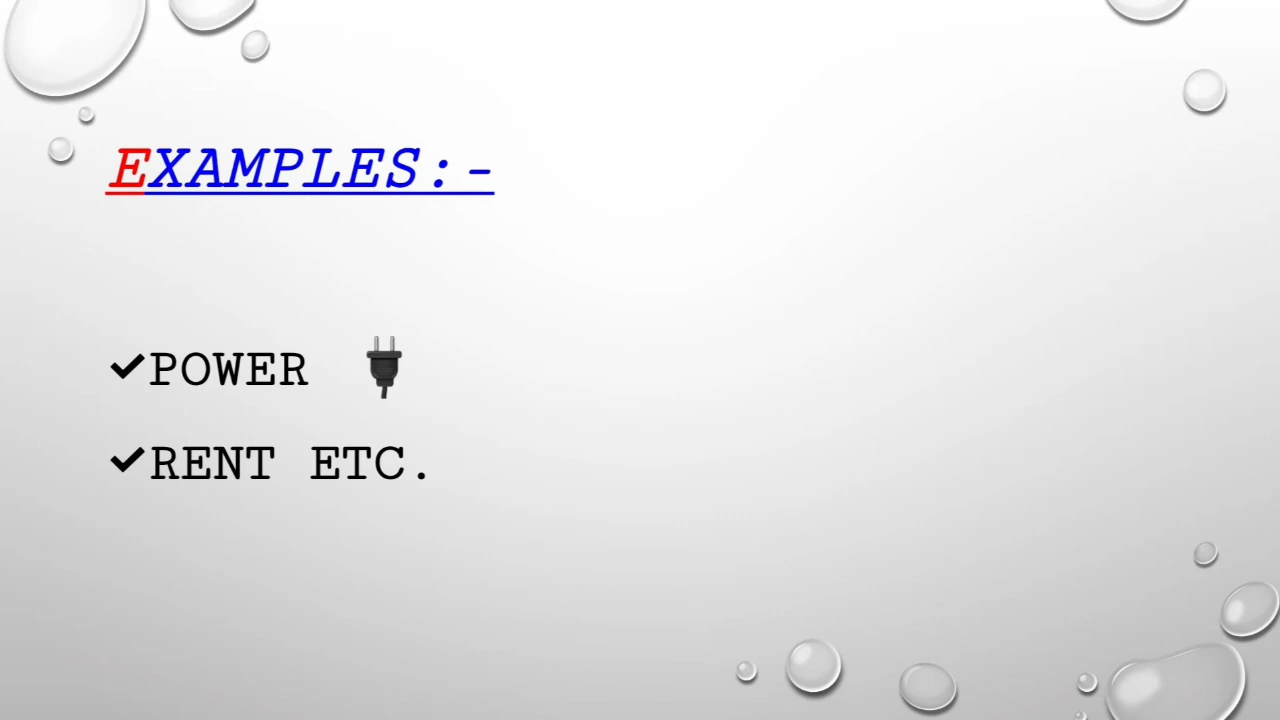 EXAMPLES:-
✔POWER 🔌
✔RENT ETC.